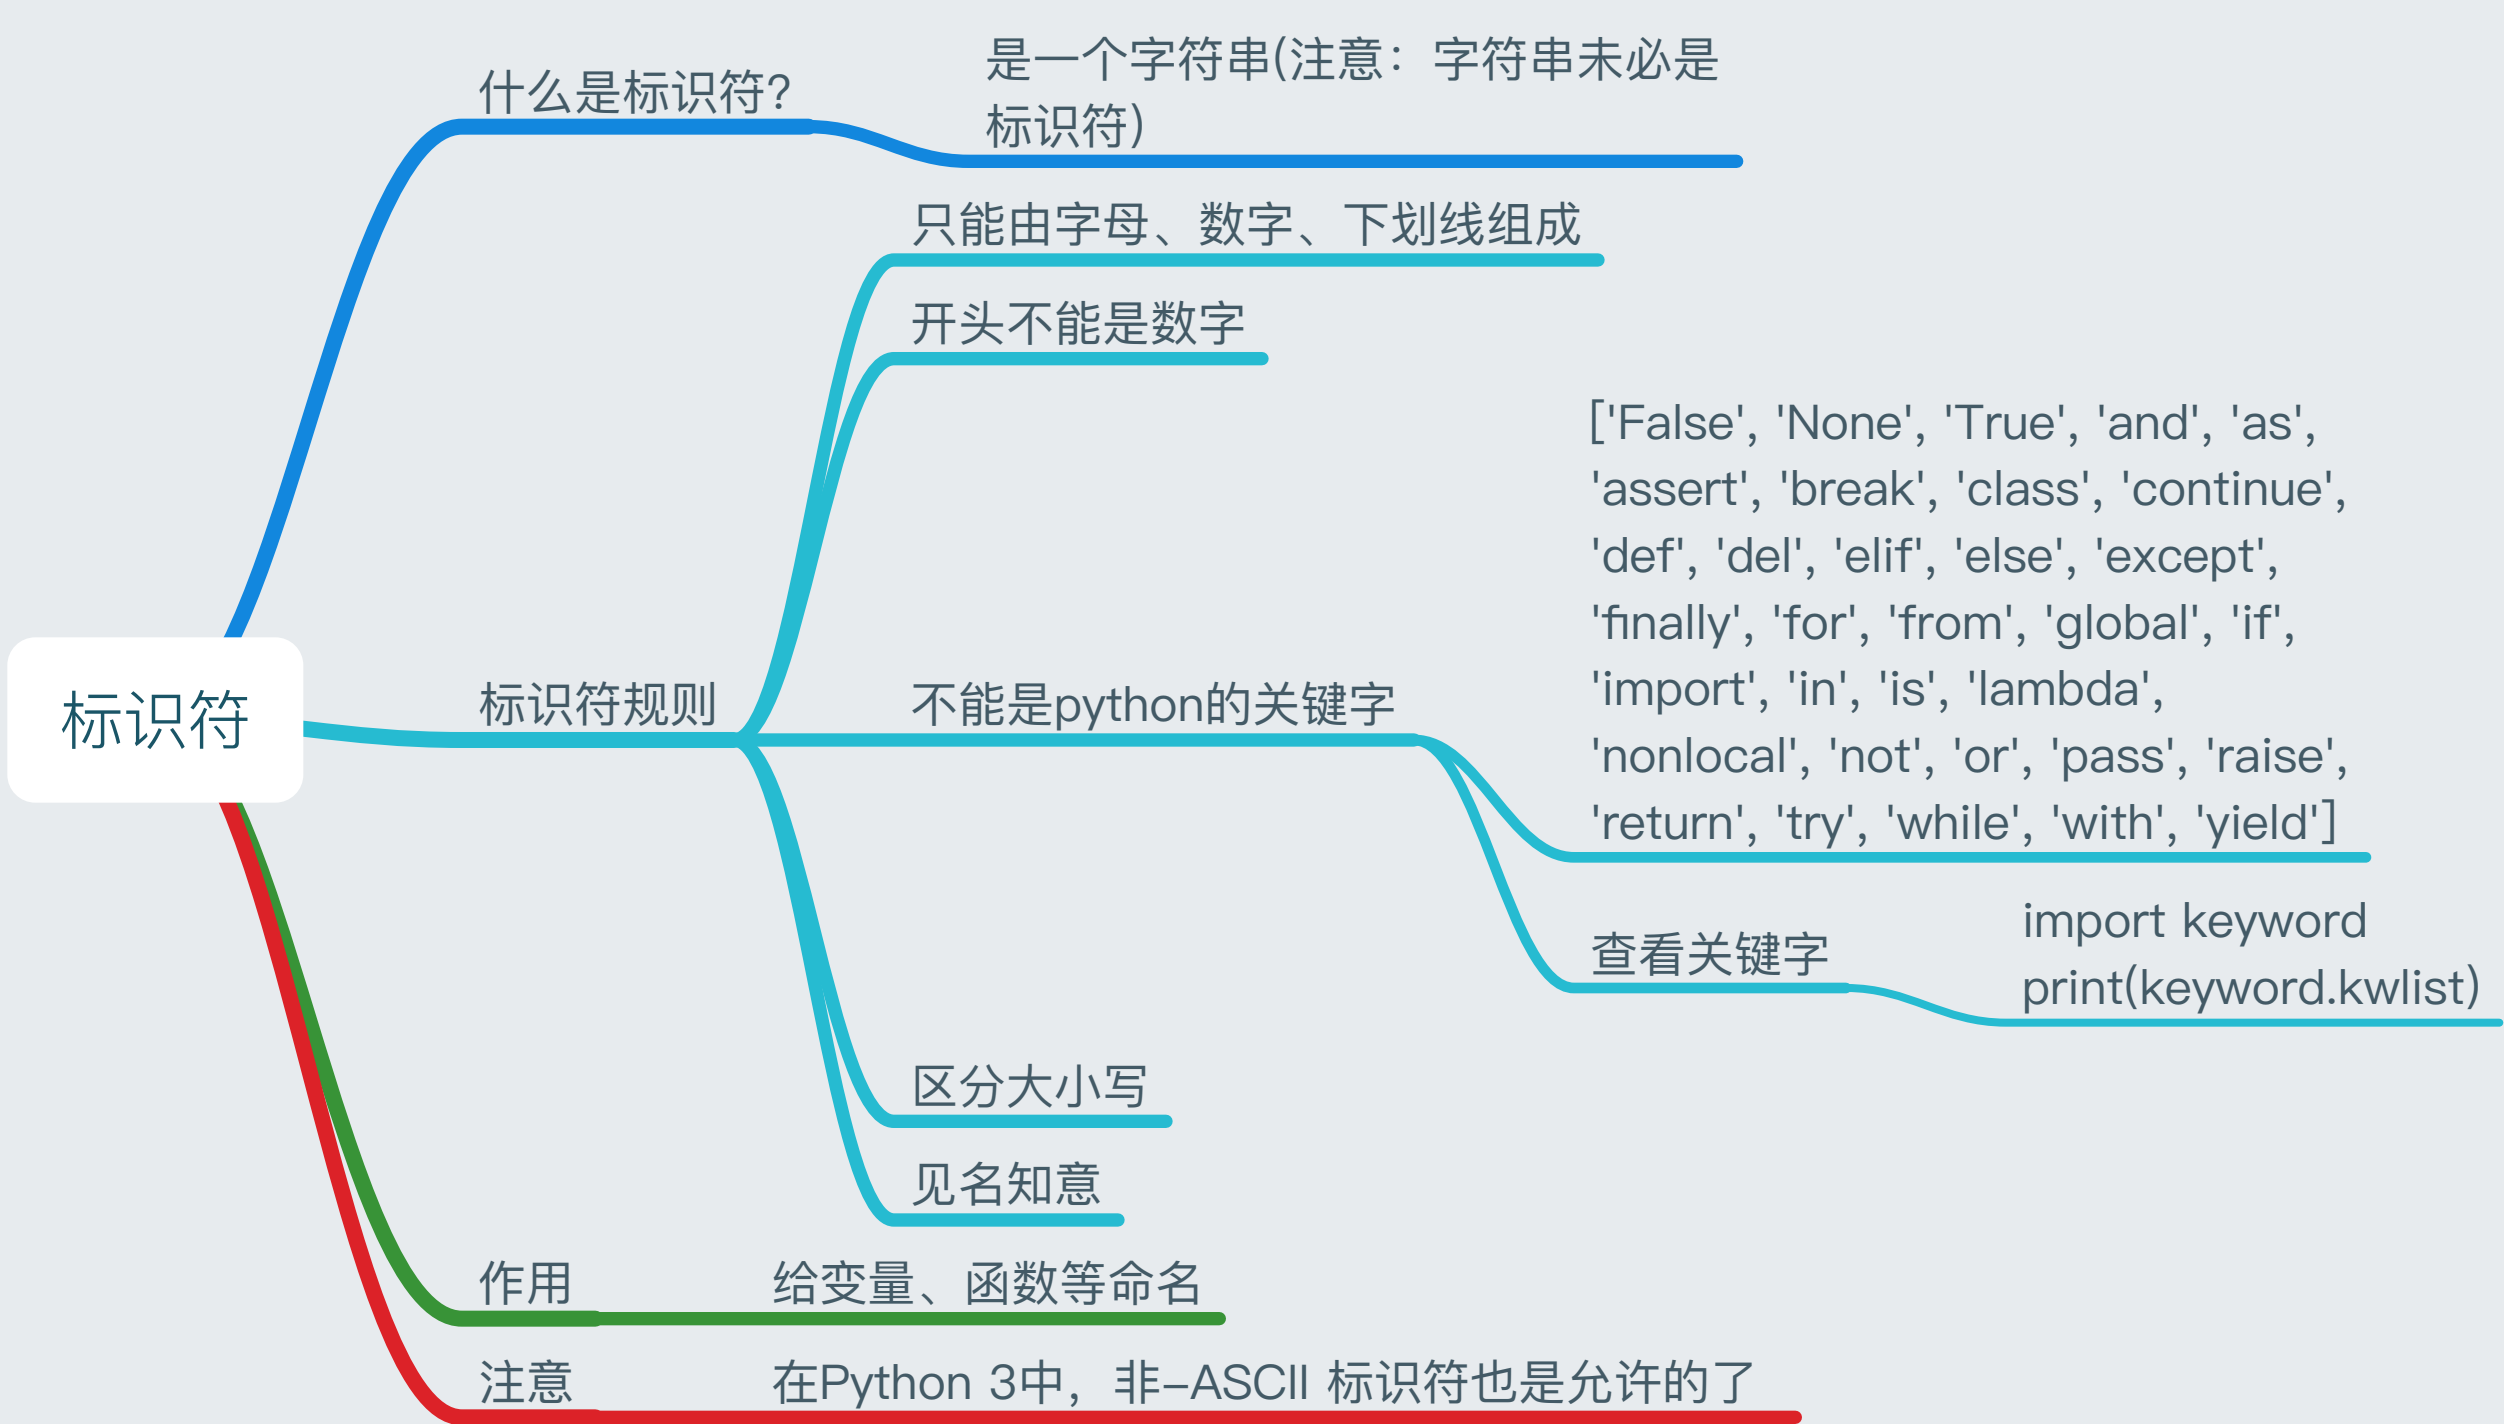 标识符
什么是标识符？
是一个字符串(注意：字符串未必是
标识符)
标识符规则
只能由字母、数字、下划线组成
开头不能是数字
不能是python的关键字
['False', 'None', 'True', 'and', 'as',
'assert', 'break', 'class', 'continue',
'def', 'del', 'elif', 'else', 'except',
'finally', 'for', 'from', 'global', 'if',
'import', 'in', 'is', 'lambda',
'nonlocal', 'not', 'or', 'pass', 'raise',
'return', 'try', 'while', 'with', 'yield']
查看关键字
import keyword
print(keyword.kwlist)
区分大小写
见名知意
作用
给变量、函数等命名
注意
在Python 3中，非-ASCII 标识符也是允许的了